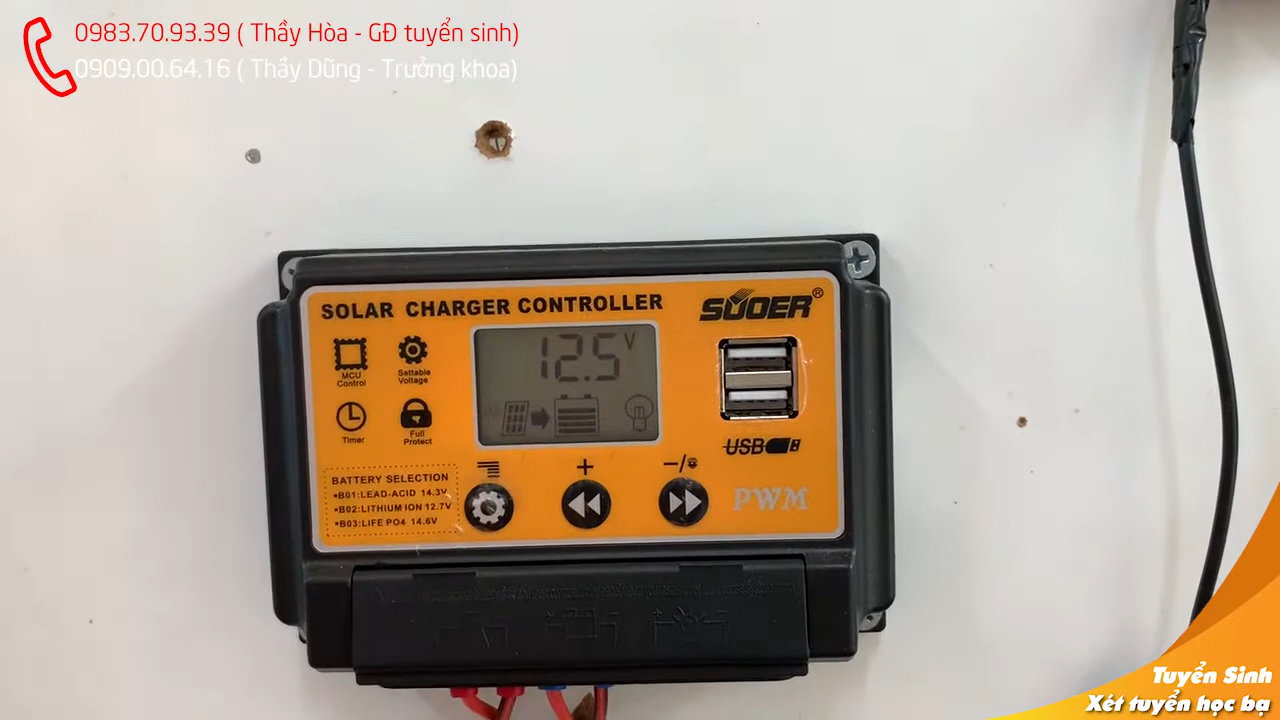 0983.70.93.39 ( Thầy Hòa - GĐ tuyển sinh)
0909.00.64.16 ( Thầy Dũng - Trưởng khoa)
SOLAR CHARGER CONTROLLER
SUOER®
12.5 V
MCU Control
Settable Voltage
Timer
Full Protect
USB
BATTERY SELECTION
•B01:LEAD-ACID 14.3V
•B02:LITHIUM ION 12.7V
•B03:LIFE PO4 14.6V
+
−/
PWM
Tuyển Sinh
Xét tuyển học bạ